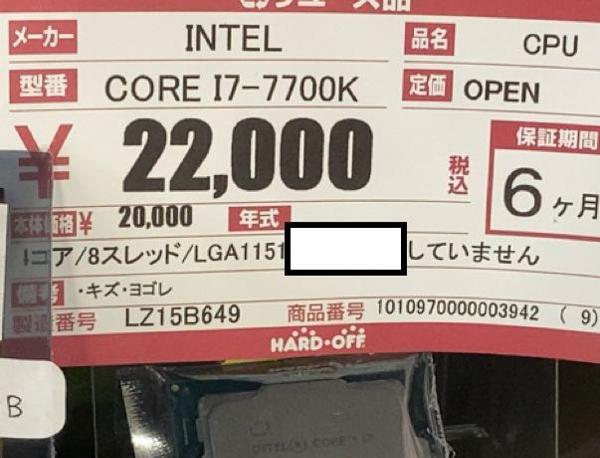 メーカー INTEL 品名 CPU
型番 CORE I7-7700K 定価 OPEN
¥ 22,000 税込 保証期間
6ヶ月
本体価格¥ 20,000 年式
コア/8スレッド/LGA1151 していません
備考 ・キズ・ヨゴレ
製造番号 LZ15B649 商品番号 1010970000003942 ( 9)
HARD・OFF
B
INTEL CORE i7